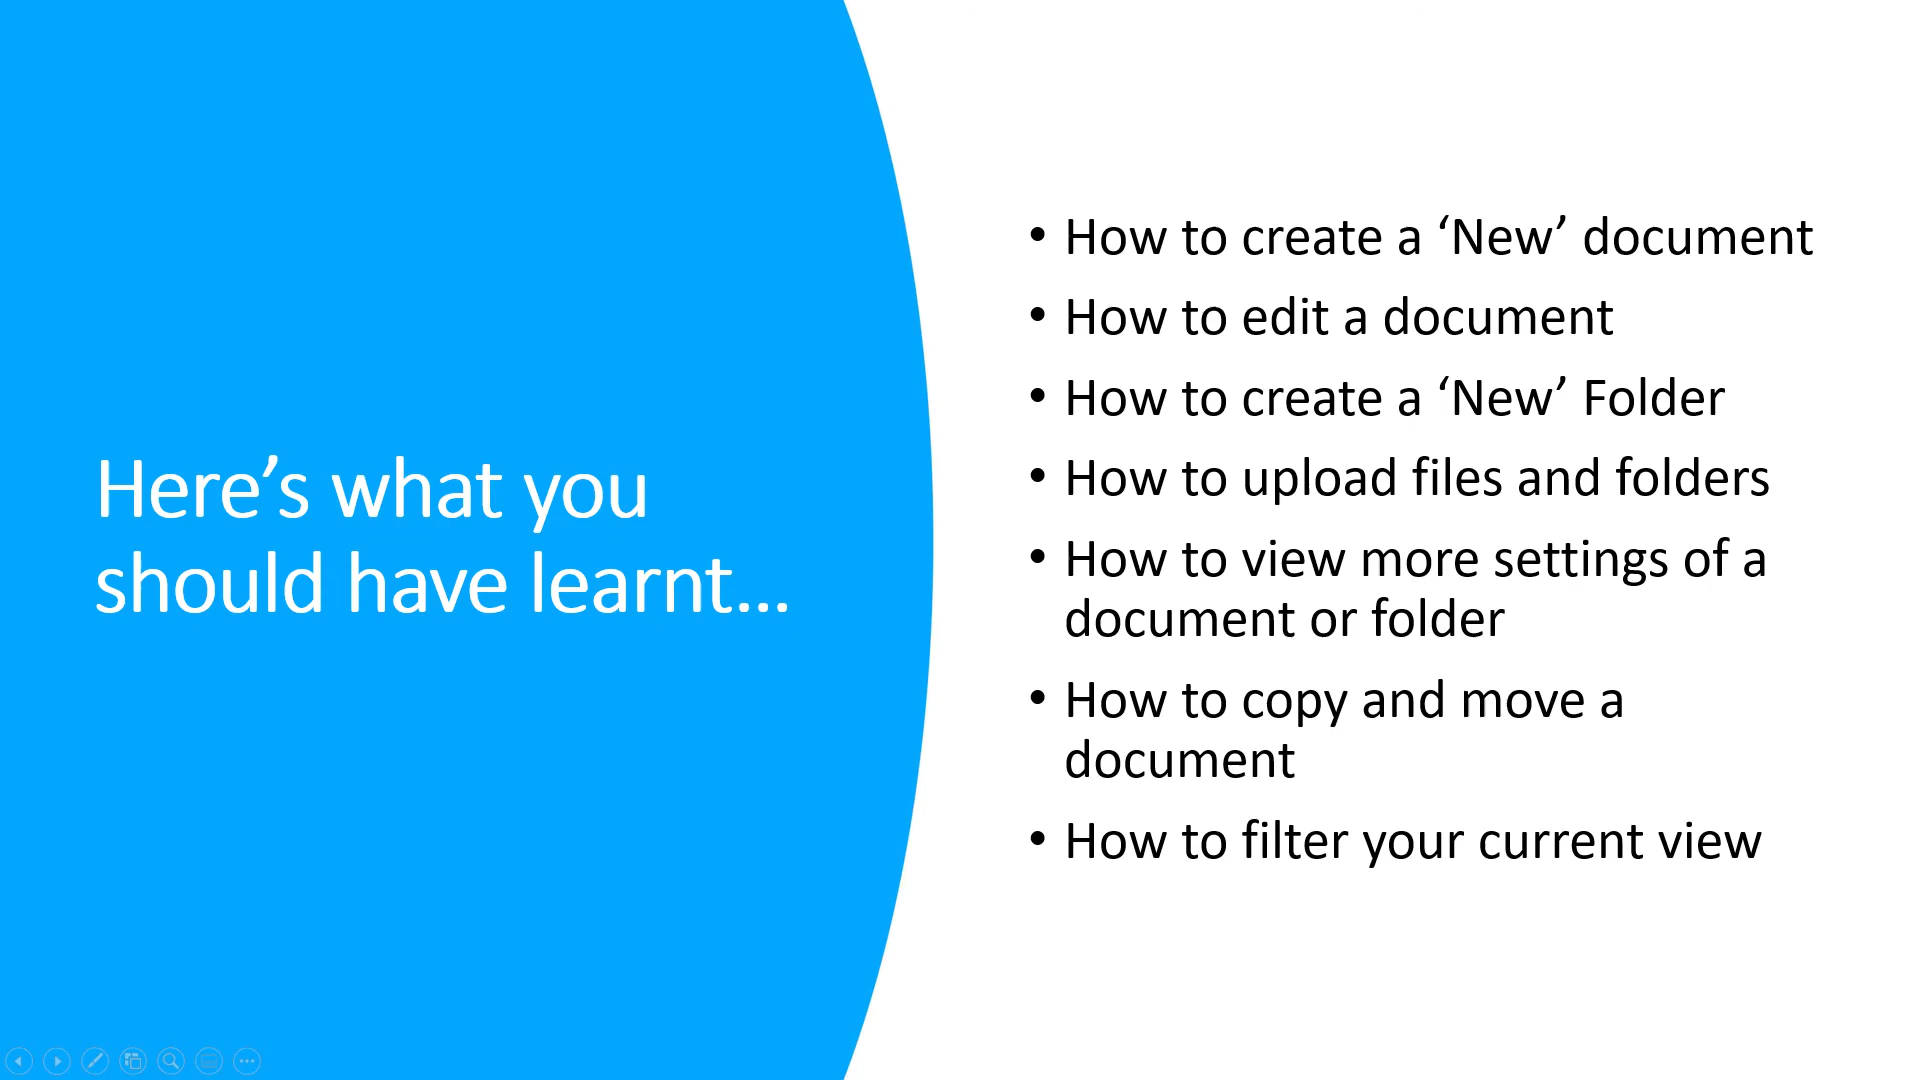 Here’s what you
should have learnt…
• How to create a ‘New’ document
• How to edit a document
• How to create a ‘New’ Folder
• How to upload files and folders
• How to view more settings of a
document or folder
• How to copy and move a
document
• How to filter your current view